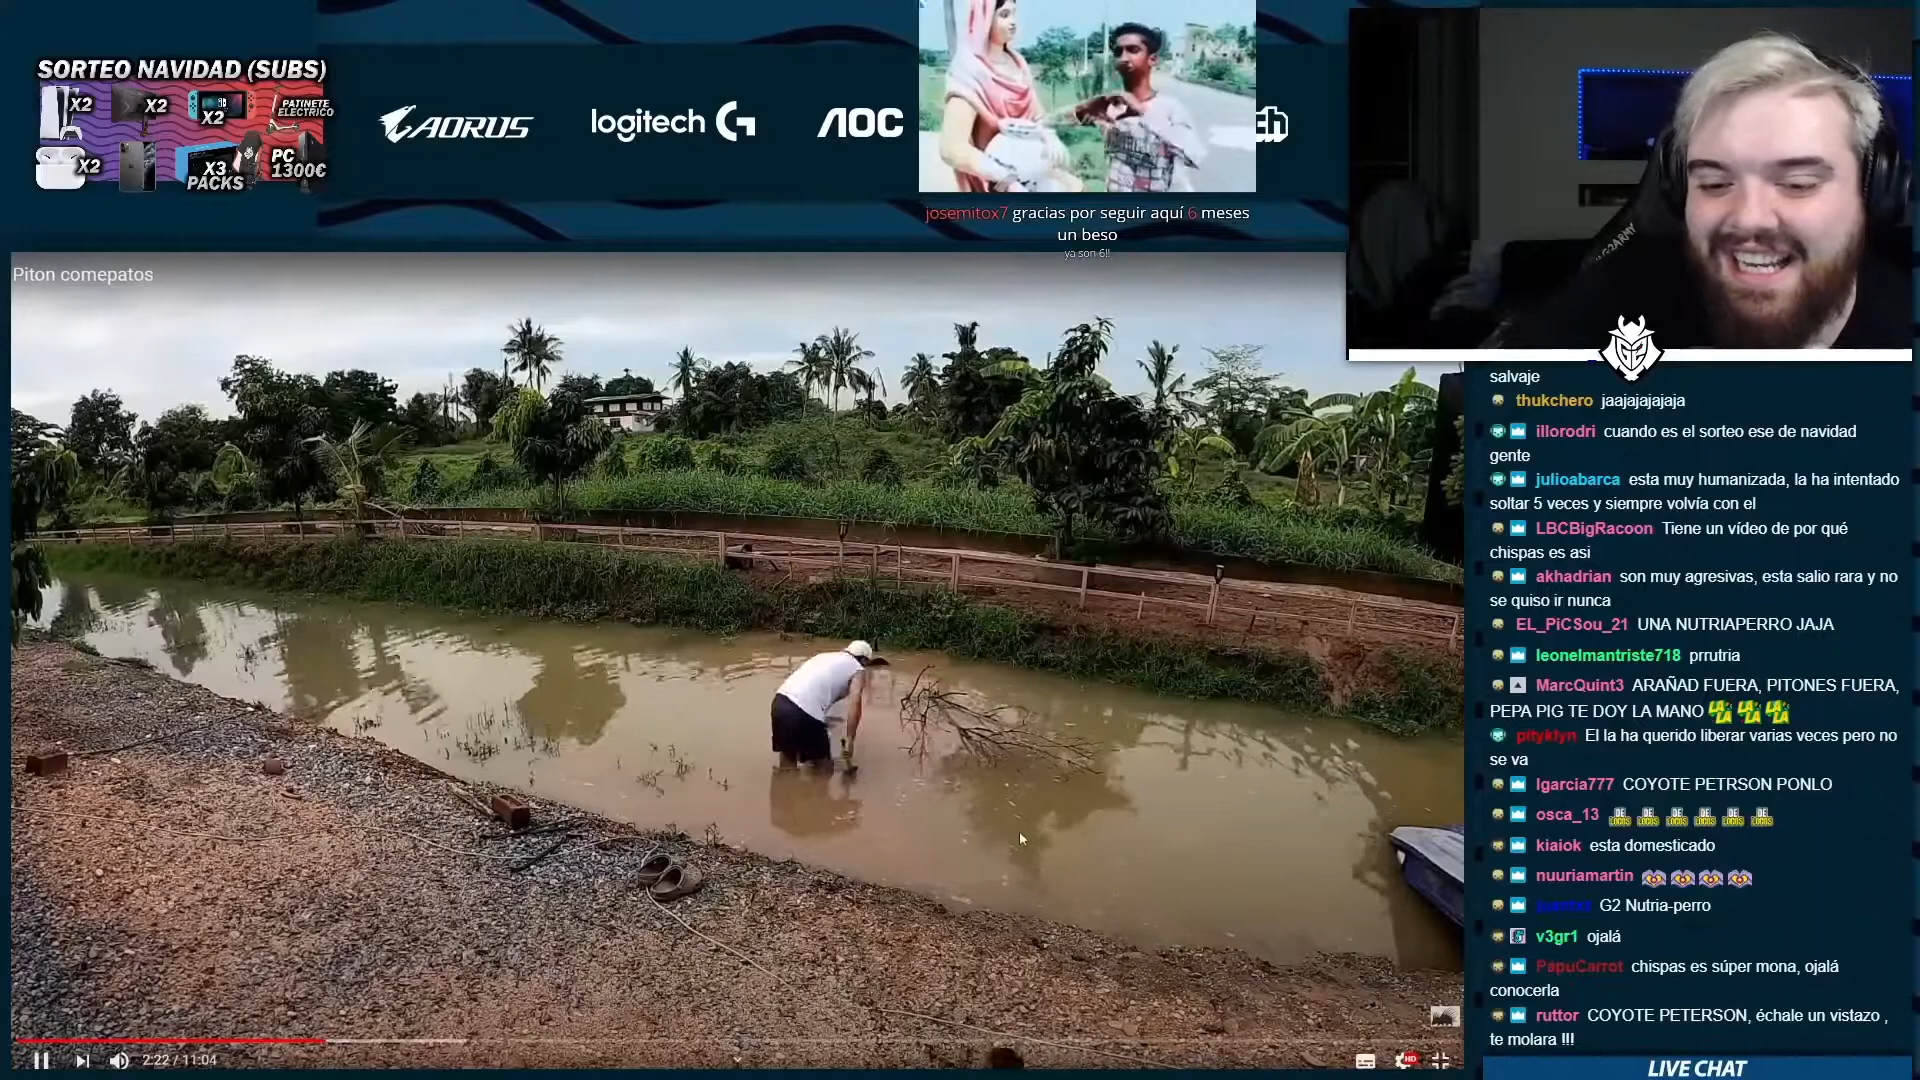 SORTEO NAVIDAD (SUBS)
X2
X2
X2
PATINETE
ELECTRICO
X2
X3
PACKS
PC
1300€
AORUS
logitech G
AOC
josemitox7 gracias por seguir aquí 6 meses
un beso
ya son 6!!
Piton comepatos
salvaje
thukchero jaajajajajaja
illorodri cuando es el sorteo ese de navidad
gente
julioabarca esta muy humanizada, la ha intentado
soltar 5 veces y siempre volvía con el
LBCBigRacoon Tiene un vídeo de por qué
chispas es asi
akhadrian son muy agresivas, esta salio rara y no
se quiso ir nunca
EL_PiCSou_21 UNA NUTRIAPERRO JAJA
leonelmantriste718 prrutria
MarcQuint3 ARAÑAD FUERA, PITONES FUERA,
PEPA PIG TE DOY LA MANO
pityklyn El la ha querido liberar varias veces pero no
se va
lgarcia777 COYOTE PETRSON PONLO
osca_13
kiaiok esta domesticado
nuuriamartin
G2 Nutria-perro
v3gr1 ojalá
PapuCarrot chispas es súper mona, ojalá
conocerla
ruttor COYOTE PETERSON, échale un vistazo ,
te molara !!!
2:22 / 11:04
HD
LIVE CHAT